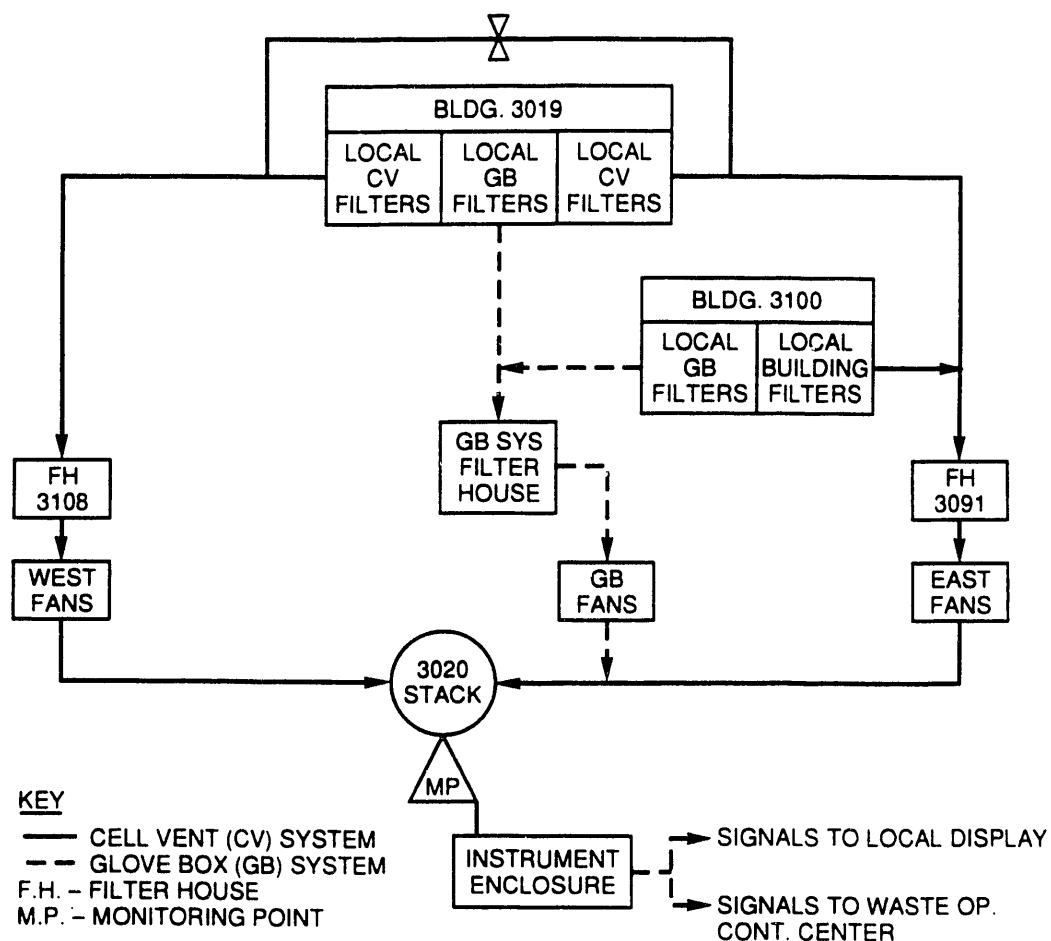 BLDG. 3019
LOCAL
CV
FILTERS
LOCAL
GB
FILTERS
LOCAL
CV
FILTERS
BLDG. 3100
LOCAL
GB
FILTERS
LOCAL
BUILDING
FILTERS
GB SYS
FILTER
HOUSE
FH
3108
FH
3091
WEST
FANS
GB
FANS
EAST
FANS
3020
STACK
MP
KEY
CELL VENT (CV) SYSTEM
GLOVE BOX (GB) SYSTEM
F.H. – FILTER HOUSE
M.P. – MONITORING POINT
INSTRUMENT
ENCLOSURE
SIGNALS TO LOCAL DISPLAY
SIGNALS TO WASTE OP.
CONT. CENTER